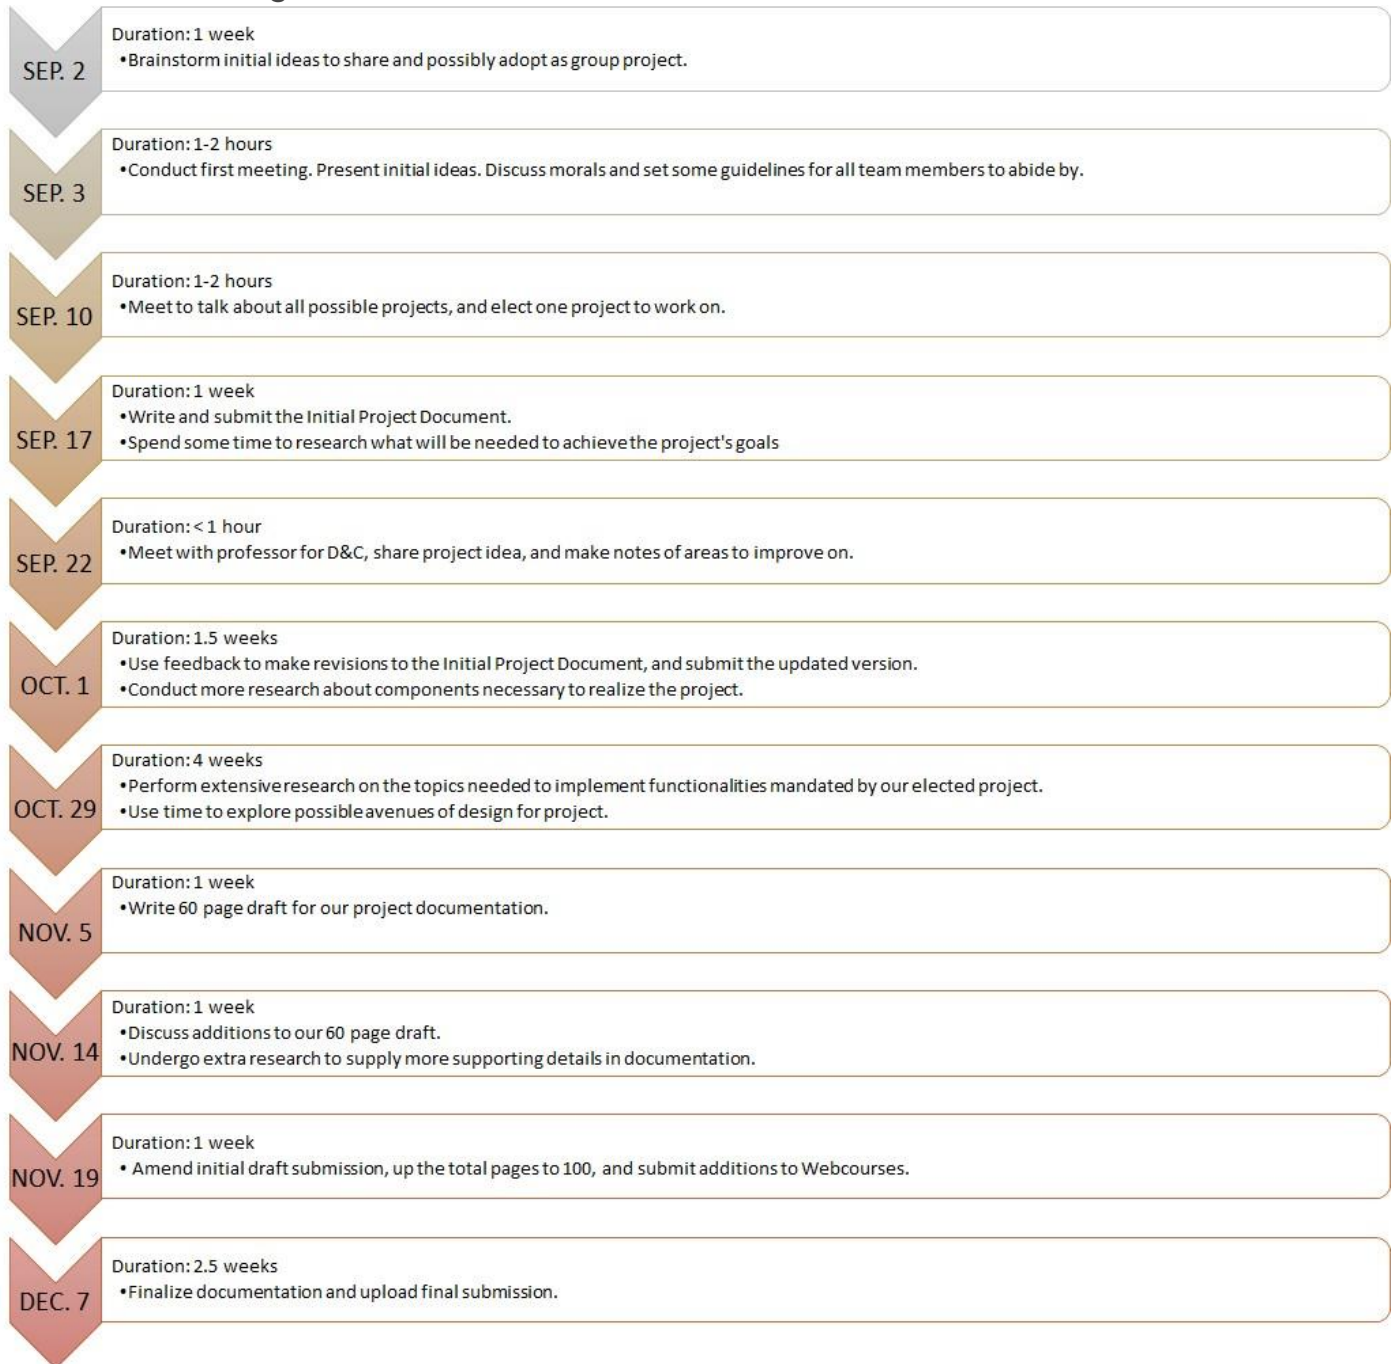 Duration: 1 week
SEP. 2
•Brainstorm initial ideas to share and possibly adopt as group project.
Duration: 1-2 hours
SEP. 3
•Conduct first meeting. Present initial ideas. Discuss morals and set some guidelines for all team members to abide by.
Duration: 1-2 hours
SEP. 10
•Meet to talk about all possible projects, and elect one project to work on.
Duration: 1 week
SEP. 17
•Write and submit the Initial Project Document.
•Spend some time to research what will be needed to achieve the project's goals
Duration: < 1 hour
SEP. 22
•Meet with professor for D&C, share project idea, and make notes of areas to improve on.
Duration: 1.5 weeks
OCT. 1
•Use feedback to make revisions to the Initial Project Document, and submit the updated version.
•Conduct more research about components necessary to realize the project.
Duration: 4 weeks
OCT. 29
•Perform extensive research on the topics needed to implement functionalities mandated by our elected project.
•Use time to explore possible avenues of design for project.
Duration: 1 week
NOV. 5
•Write 60 page draft for our project documentation.
Duration: 1 week
NOV. 14
•Discuss additions to our 60 page draft.
•Undergo extra research to supply more supporting details in documentation.
Duration: 1 week
NOV. 19
• Amend initial draft submission, up the total pages to 100, and submit additions to Webcourses.
Duration: 2.5 weeks
DEC. 7
•Finalize documentation and upload final submission.